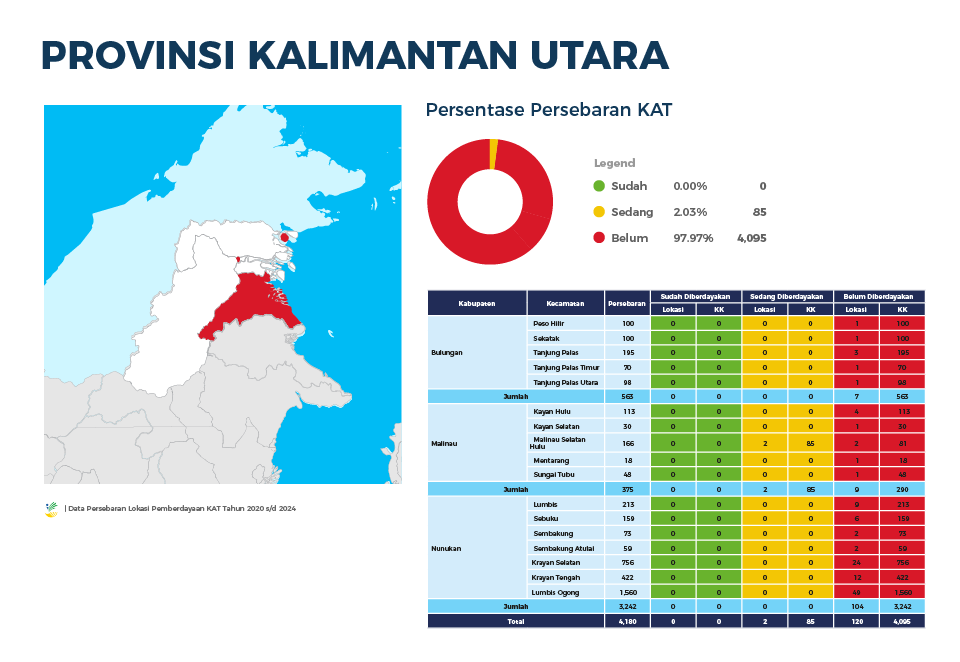 PROVINSI KALIMANTAN UTARA
Persentase Persebaran KAT
Legend
Sudah 0.00% 0
Sedang 2.03% 85
Belum 97.97% 4,095
| Data Persebaran Lokasi Pemberdayaan KAT Tahun 2020 s/d 2024
Kabupaten Kecamatan Persebaran Sudah Diberdayakan Sedang Diberdayakan Belum Diberdayakan
Lokasi KK Lokasi KK Lokasi KK
Bulungan
Peso Hilir 100 0 0 0 0 1 100
Sekatak 100 0 0 0 0 1 100
Tanjung Palas 195 0 0 0 0 3 195
Tanjung Palas Timur 70 0 0 0 0 1 70
Tanjung Palas Utara 98 0 0 0 0 1 98
Jumlah 563 0 0 0 0 7 563
Malinau
Kayan Hulu 113 0 0 0 0 4 113
Kayan Selatan 30 0 0 0 0 1 30
Malinau Selatan
Hulu 166 0 0 2 85 2 81
Mentarang 18 0 0 0 0 1 18
Sungai Tubu 48 0 0 0 0 1 48
Jumlah 375 0 0 2 85 9 290
Nunukan
Lumbis 213 0 0 0 0 9 213
Sebuku 159 0 0 0 0 6 159
Sembakung 73 0 0 0 0 2 73
Sembakung Atulai 59 0 0 0 0 2 59
Krayan Selatan 756 0 0 0 0 24 756
Krayan Tengah 422 0 0 0 0 12 422
Lumbis Ogong 1,560 0 0 0 0 49 1,560
Jumlah 3,242 0 0 0 0 104 3,242
Total 4,180 0 0 2 85 120 4,095